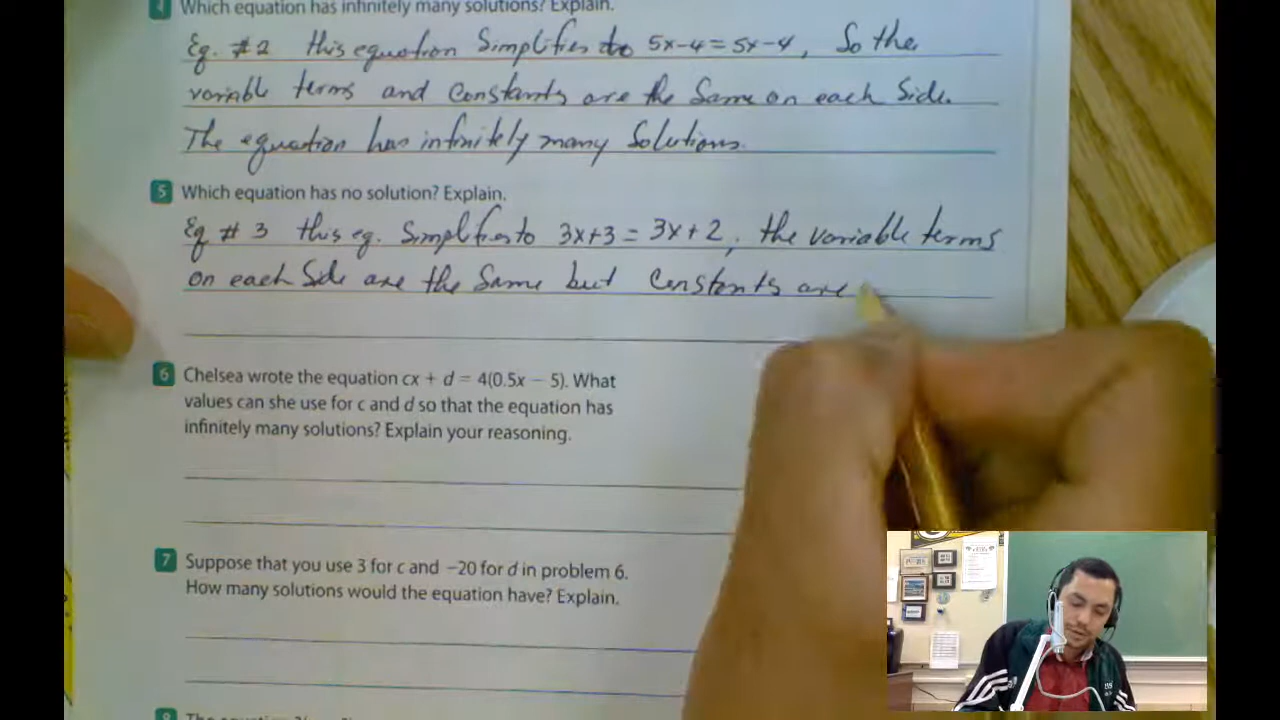 4 Which equation has infinitely many solutions? Explain.
Eq. #2 this equation Simplifies to 5x-4=5x-4, So the
variable terms and Constants are the Same on each Side.
The equation has infinitely many Solutions.
5 Which equation has no solution? Explain.
Eq # 3 this eq. Simplifies to 3x+3 = 3x+2, the variable terms
on each Side are the Same but Constants are
6 Chelsea wrote the equation cx + d = 4(0.5x − 5). What
values can she use for c and d so that the equation has
infinitely many solutions? Explain your reasoning.
7 Suppose that you use 3 for c and −20 for d in problem 6.
How many solutions would the equation have? Explain.